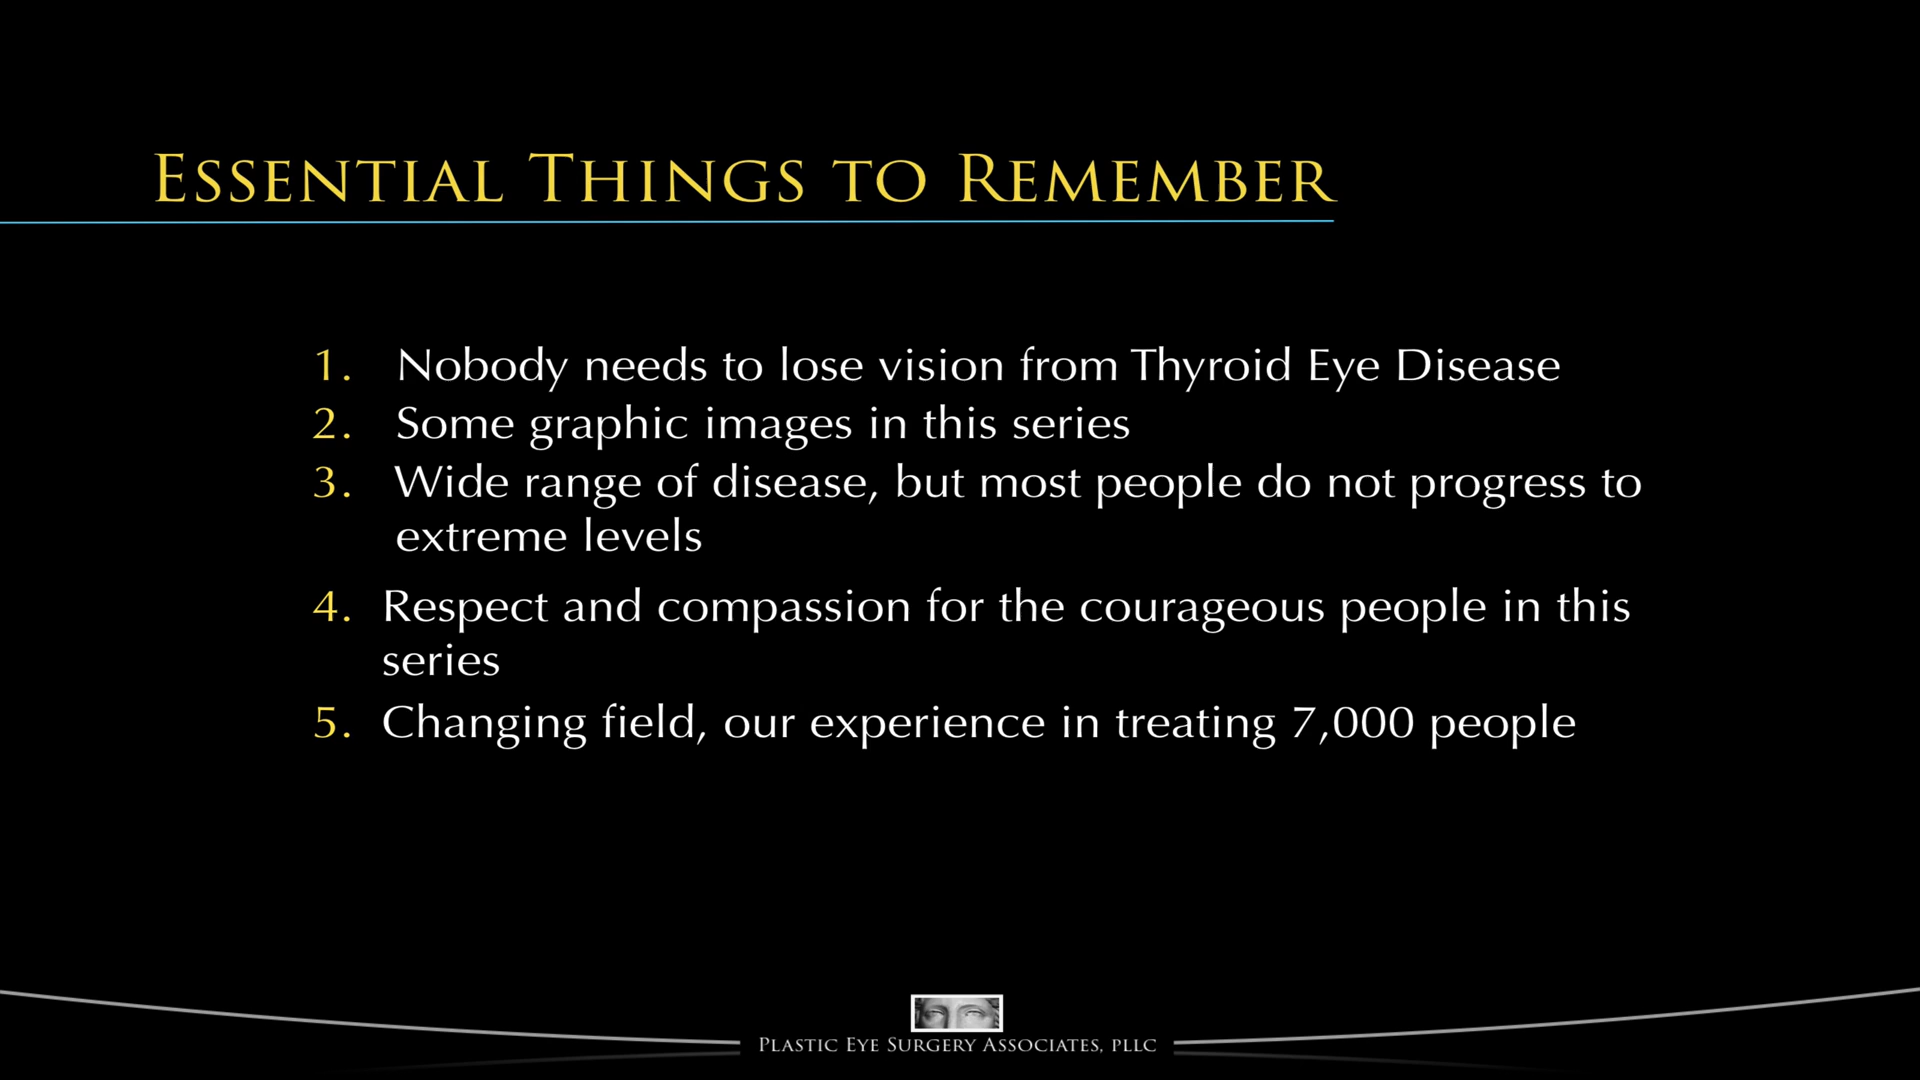 Essential Things to Remember
1. Nobody needs to lose vision from Thyroid Eye Disease
2. Some graphic images in this series
3. Wide range of disease, but most people do not progress to
extreme levels
4. Respect and compassion for the courageous people in this
series
5. Changing field, our experience in treating 7,000 people
Plastic Eye Surgery Associates, PLLC